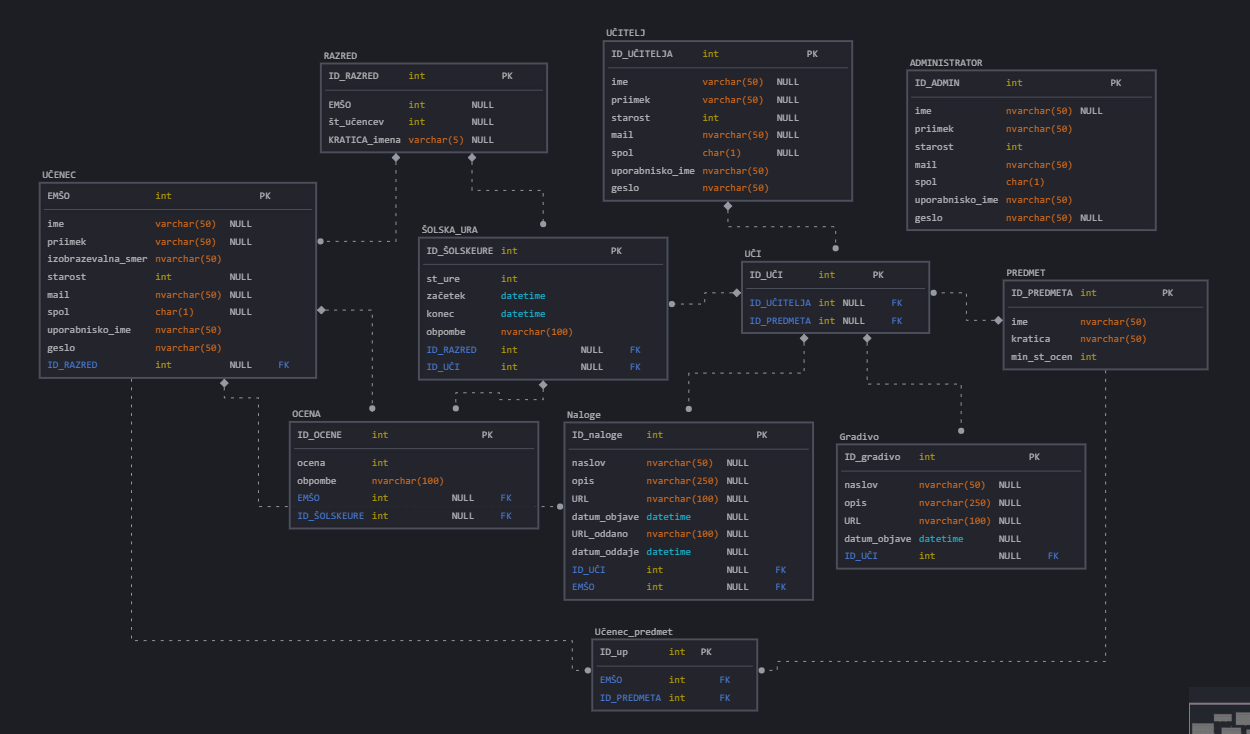 RAZRED
ID_RAZRED int PK
EMŠO int NULL
št_učencev int NULL
KRATICA_imena varchar(5) NULL
UČITELJ
ID_UČITELJA int PK
ime varchar(50) NULL
priimek varchar(50) NULL
starost int NULL
mail nvarchar(50) NULL
spol char(1) NULL
uporabnisko_ime nvarchar(50)
geslo nvarchar(50)
ADMINISTRATOR
ID_ADMIN int PK
ime nvarchar(50) NULL
priimek nvarchar(50)
starost int
mail nvarchar(50)
spol char(1)
uporabnisko_ime nvarchar(50)
geslo nvarchar(50) NULL
UČENEC
EMŠO int PK
ime varchar(50) NULL
priimek varchar(50) NULL
izobrazevalna_smer nvarchar(50)
starost int NULL
mail nvarchar(50) NULL
spol char(1) NULL
uporabnisko_ime nvarchar(50)
geslo nvarchar(50)
ID_RAZRED int NULL FK
ŠOLSKA_URA
ID_ŠOLSKEURE int PK
st_ure int
začetek datetime
konec datetime
obpombe nvarchar(100)
ID_RAZRED int NULL FK
ID_UČI int NULL FK
UČI
ID_UČI int PK
ID_UČITELJA int NULL FK
ID_PREDMETA int NULL FK
PREDMET
ID_PREDMETA int PK
ime nvarchar(50)
kratica nvarchar(50)
min_st_ocen int
OCENA
ID_OCENE int PK
ocena int
obpombe nvarchar(100)
EMŠO int NULL FK
ID_ŠOLSKEURE int NULL FK
Naloge
ID_naloge int PK
naslov nvarchar(50) NULL
opis nvarchar(250) NULL
URL nvarchar(100) NULL
datum_objave datetime NULL
URL_oddano nvarchar(100) NULL
datum_oddaje datetime NULL
ID_UČI int NULL FK
EMŠO int NULL FK
Gradivo
ID_gradivo int PK
naslov nvarchar(50) NULL
opis nvarchar(250) NULL
URL nvarchar(100) NULL
datum_objave datetime NULL
ID_UČI int NULL FK
Učenec_predmet
ID_up int PK
EMŠO int FK
ID_PREDMETA int FK